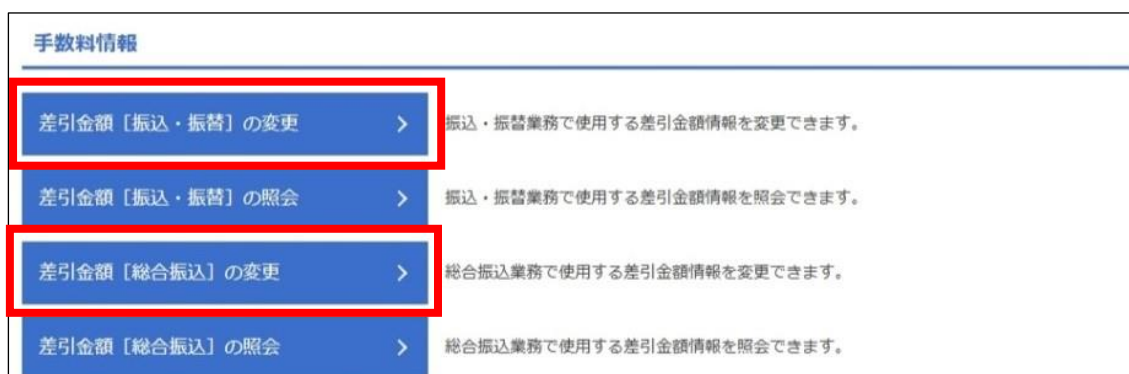 手数料情報
差引金額［振込・振替］の変更
振込・振替業務で使用する差引金額情報を変更できます。
差引金額［振込・振替］の照会
振込・振替業務で使用する差引金額情報を照会できます。
差引金額［総合振込］の変更
総合振込業務で使用する差引金額情報を変更できます。
差引金額［総合振込］の照会
総合振込業務で使用する差引金額情報を照会できます。